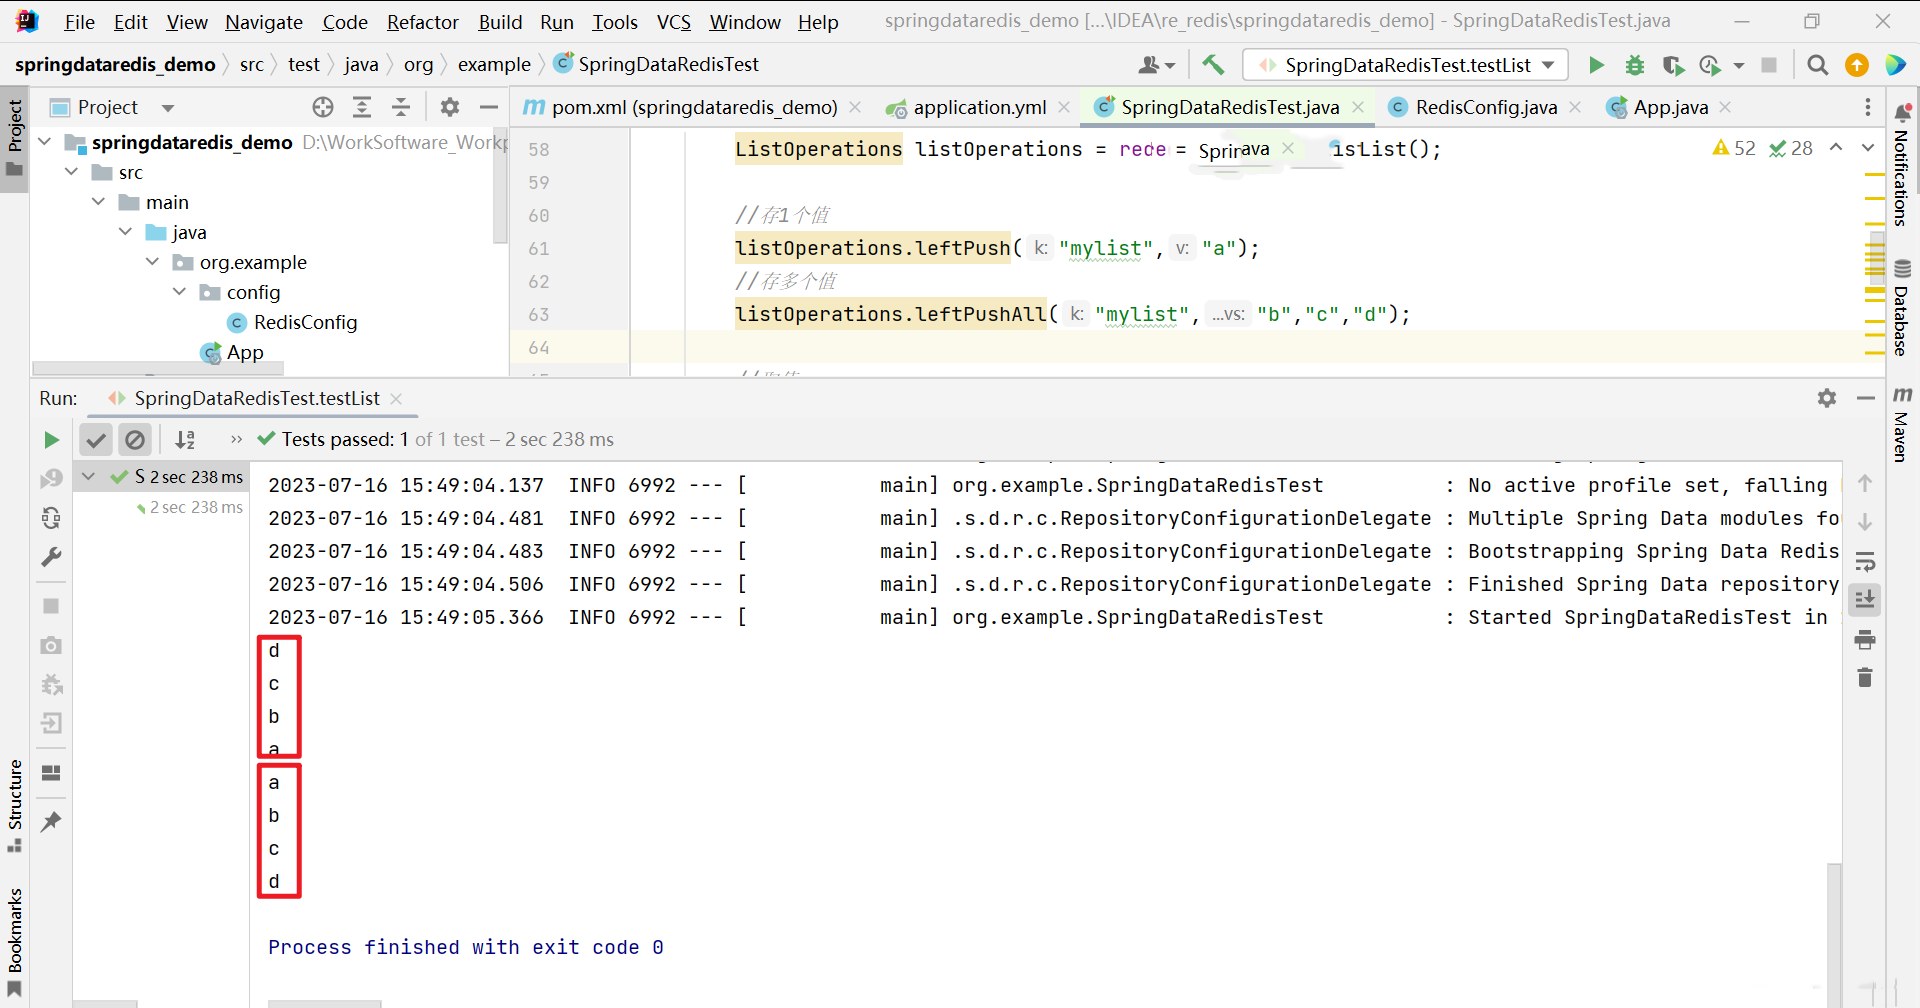 File Edit View Navigate Code Refactor Build Run Tools VCS Window Help springdataredis_demo [...\IDEA\re_redis\springdataredis_demo] - SpringDataRedisTest.java
springdataredis_demo src test java org example SpringDataRedisTest SpringDataRedisTest.testList
Project
Project
pom.xml (springdataredis_demo) application.yml SpringDataRedisTest.java RedisConfig.java App.java
springdataredis_demo D:\WorkSoftware_Workp
src
main
java
org.example
config
RedisConfig
App
58 ListOperations listOperations = rede = Sprin ava isList();
52 28
59
60 //存1个值
61 listOperations.leftPush( k: "mylist", v: "a");
62 //存多个值
63 listOperations.leftPushAll( k: "mylist", ...vs: "b","c","d");
64
Notifications
Database
Maven
Run: SpringDataRedisTest.testList
Tests passed: 1 of 1 test – 2 sec 238 ms
S 2 sec 238 ms
2 sec 238 ms
2023-07-16 15:49:04.137 INFO 6992 --- [ main] org.example.SpringDataRedisTest : No active profile set, falling
2023-07-16 15:49:04.481 INFO 6992 --- [ main] .s.d.r.c.RepositoryConfigurationDelegate : Multiple Spring Data modules fo
2023-07-16 15:49:04.483 INFO 6992 --- [ main] .s.d.r.c.RepositoryConfigurationDelegate : Bootstrapping Spring Data Redis
2023-07-16 15:49:04.506 INFO 6992 --- [ main] .s.d.r.c.RepositoryConfigurationDelegate : Finished Spring Data repository
2023-07-16 15:49:05.366 INFO 6992 --- [ main] org.example.SpringDataRedisTest : Started SpringDataRedisTest in
d
c
b
a
a
b
c
d
Process finished with exit code 0
Structure
Bookmarks